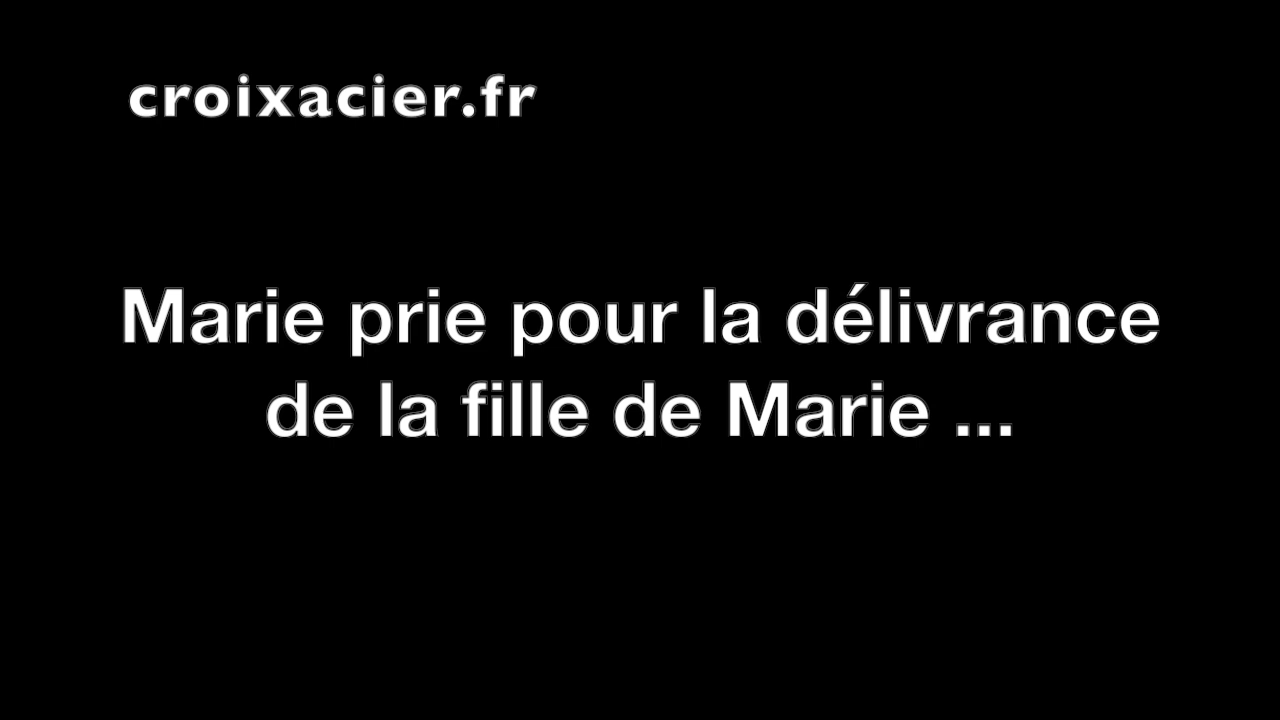 croixacier.fr
Marie prie pour la délivrance
de la fille de Marie ...